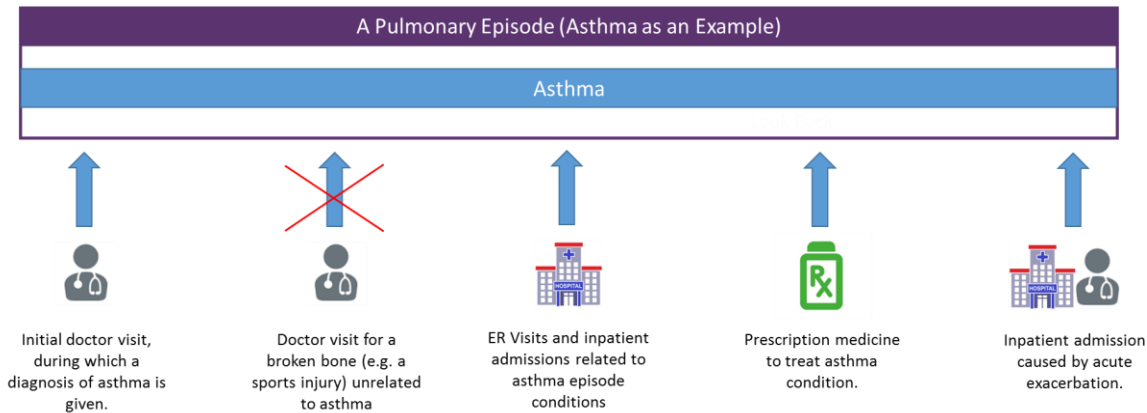 A Pulmonary Episode (Asthma as an Example)
Asthma
HOSPITAL
Rx
HOSPITAL
Initial doctor visit,
during which a
diagnosis of asthma is
given.
Doctor visit for a
broken bone (e.g. a
sports injury) unrelated
to asthma
ER Visits and inpatient
admissions related to
asthma episode
conditions
Prescription medicine
to treat asthma
condition.
Inpatient admission
caused by acute
exacerbation.